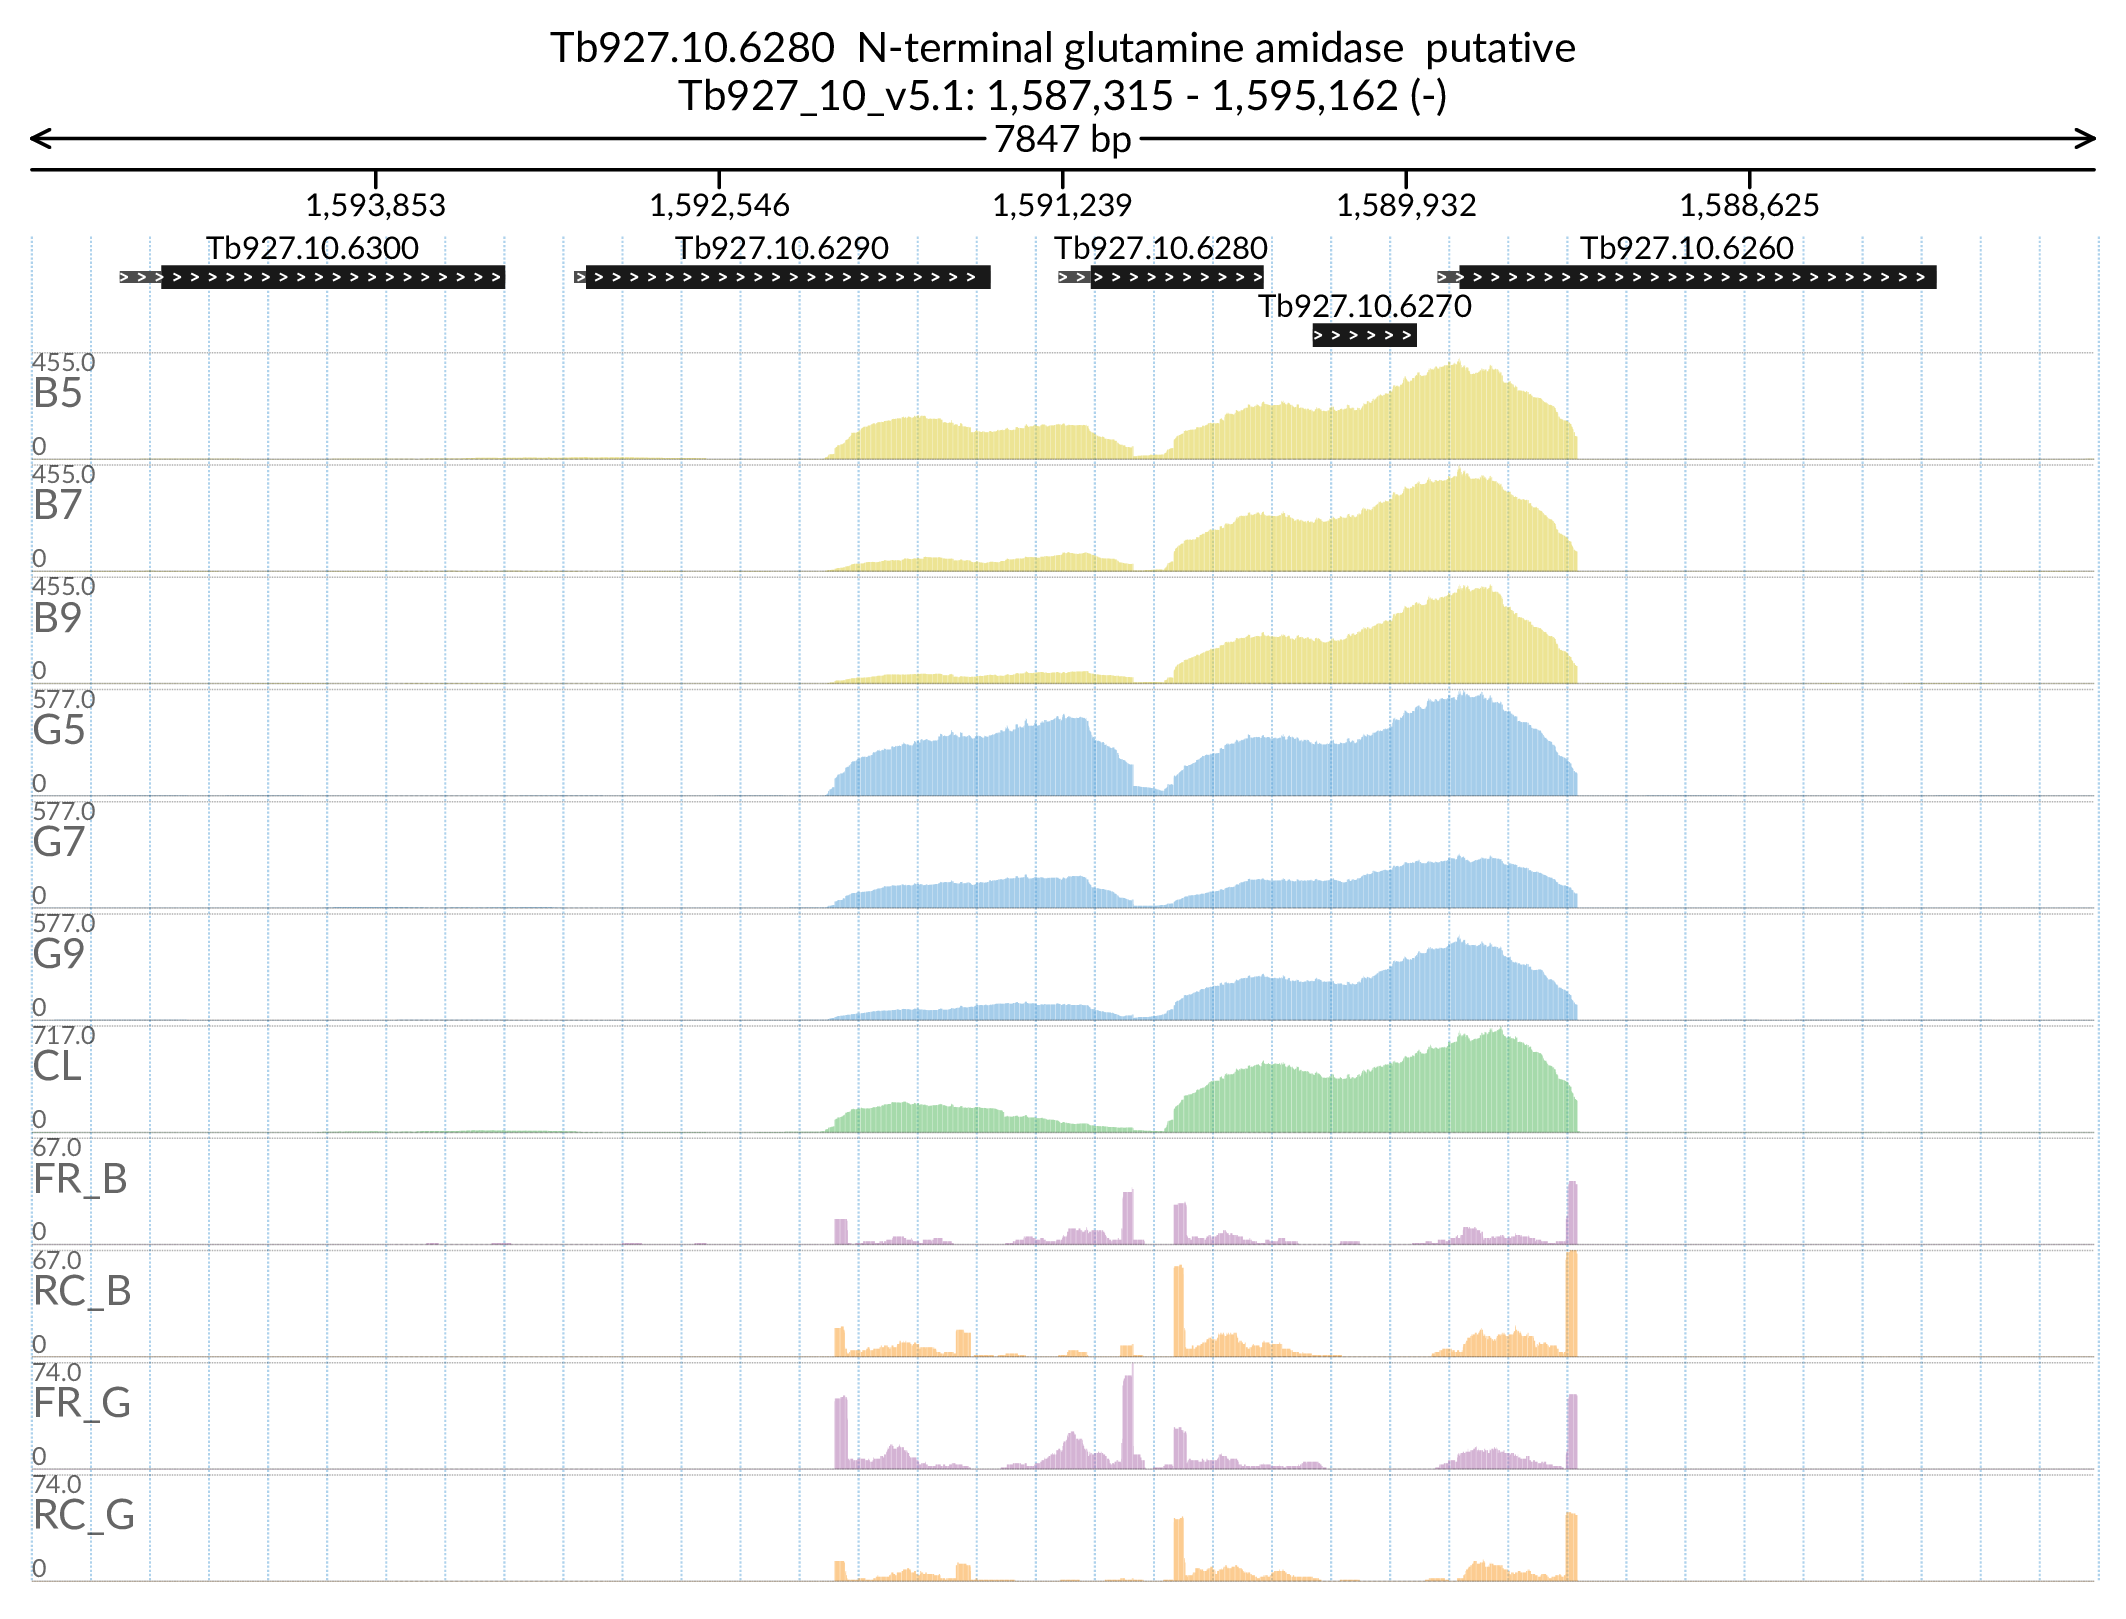 Tb927.10.6280  N-terminal glutamine amidase  putative
Tb927_10_v5.1: 1,587,315 - 1,595,162 (-)
7847 bp
1,593,853 1,592,546 1,591,239 1,589,932 1,588,625
Tb927.10.6300 Tb927.10.6290 Tb927.10.6280 Tb927.10.6260
Tb927.10.6270
455.0
B5
0
455.0
B7
0
455.0
B9
0
577.0
G5
0
577.0
G7
0
577.0
G9
0
717.0
CL
0
67.0
FR_B
0
67.0
RC_B
0
74.0
FR_G
0
74.0
RC_G
0